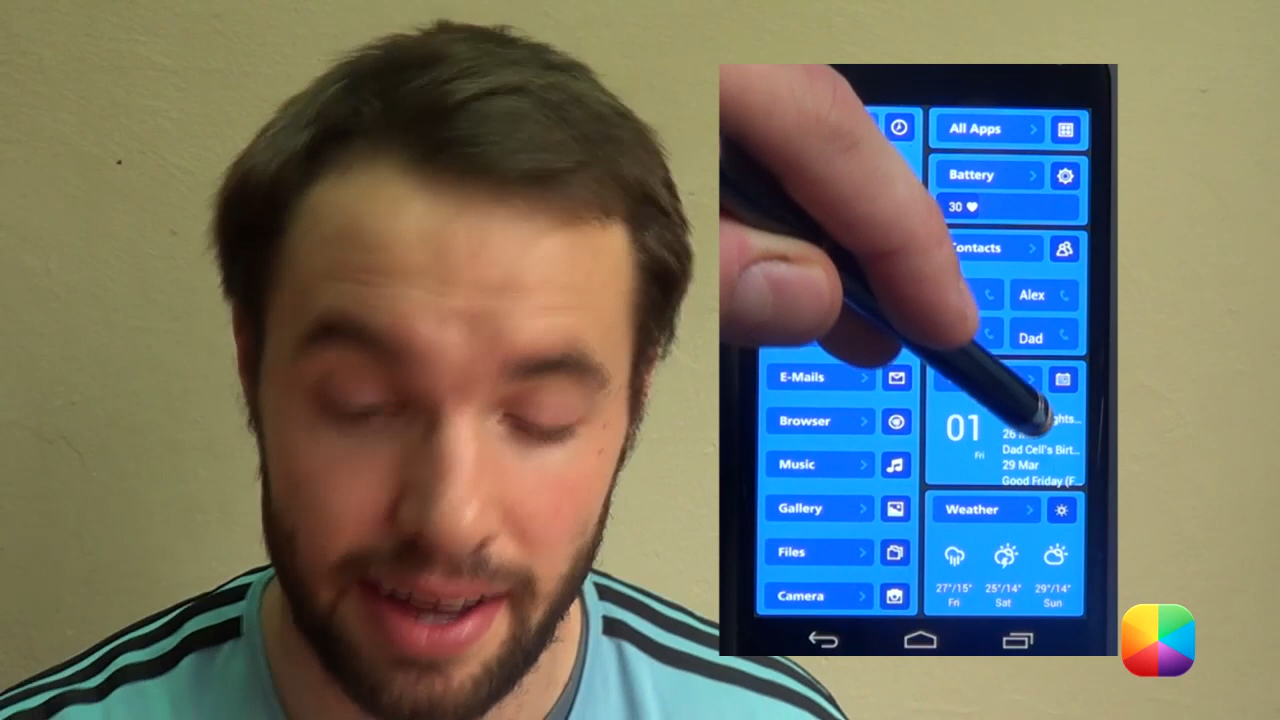 All Apps
Battery
30
Contacts
Alex
Dad
E-Mails
Browser
Music
Gallery
Files
Camera
01
Fri
26
Dad Cell's Birt...
29 Mar
Good Friday (F...
Weather
27°/15° 25°/14° 29°/14°
Fri Sat Sun